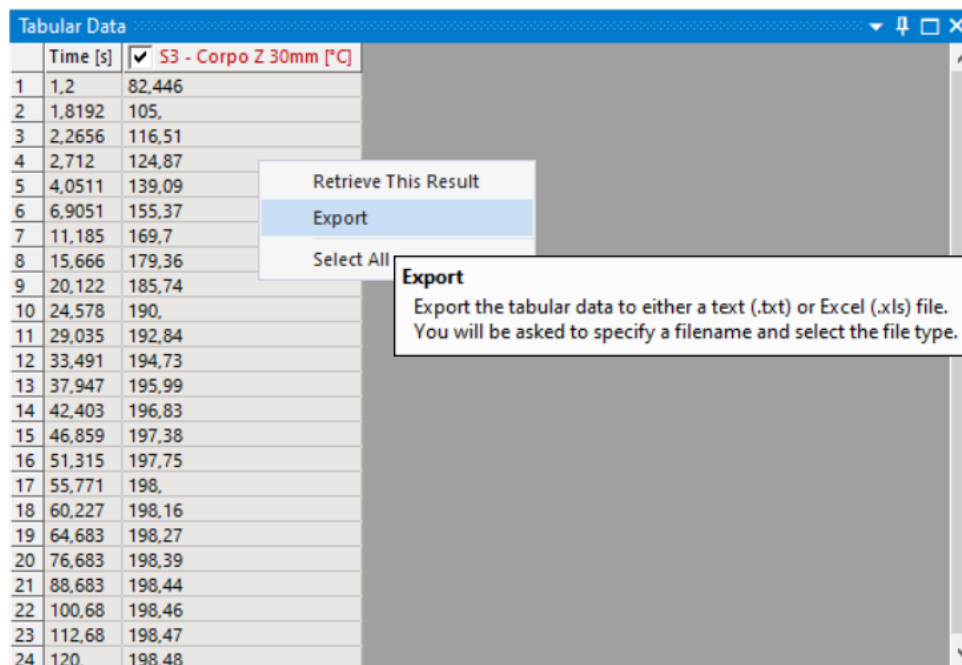 Tabular Data
Time [s] S3 - Corpo Z 30mm [°C]
1 1,2 82,446
2 1,8192 105,
3 2,2656 116,51
4 2,712 124,87
5 4,0511 139,09
6 6,9051 155,37
7 11,185 169,7
8 15,666 179,36
9 20,122 185,74
10 24,578 190,
11 29,035 192,84
12 33,491 194,73
13 37,947 195,99
14 42,403 196,83
15 46,859 197,38
16 51,315 197,75
17 55,771 198,
18 60,227 198,16
19 64,683 198,27
20 76,683 198,39
21 88,683 198,44
22 100,68 198,46
23 112,68 198,47
24 120, 198,48
Retrieve This Result
Export
Select All
Export
Export the tabular data to either a text (.txt) or Excel (.xls) file.
You will be asked to specify a filename and select the file type.